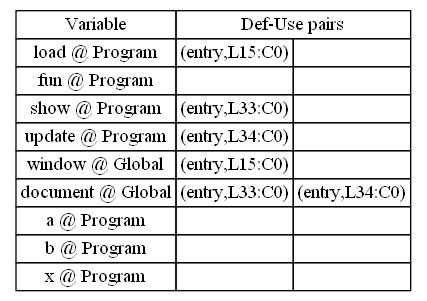 Variable Def-Use pairs
load @ Program (entry,L15:C0)
fun @ Program
show @ Program (entry,L33:C0)
update @ Program (entry,L34:C0)
window @ Global (entry,L15:C0)
document @ Global (entry,L33:C0) (entry,L34:C0)
a @ Program
b @ Program
x @ Program